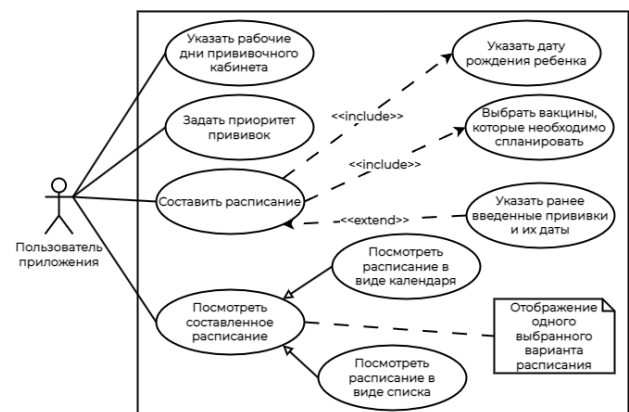 Указать рабочие
дни прививочного
кабинета
Указать дату
рождения ребенка
Задать приоритет
прививок
<<include>>
Выбрать вакцины,
которые необходимо
спланировать
<<include>>
Составить расписание
<<extend>>
Указать ранее
введенные прививки
и их даты
Пользователь
приложения
Посмотреть
расписание в
виде календаря
Посмотреть
составленное
расписание
Отображение
одного
выбранного
варианта
расписания
Посмотреть
расписание в
виде списка